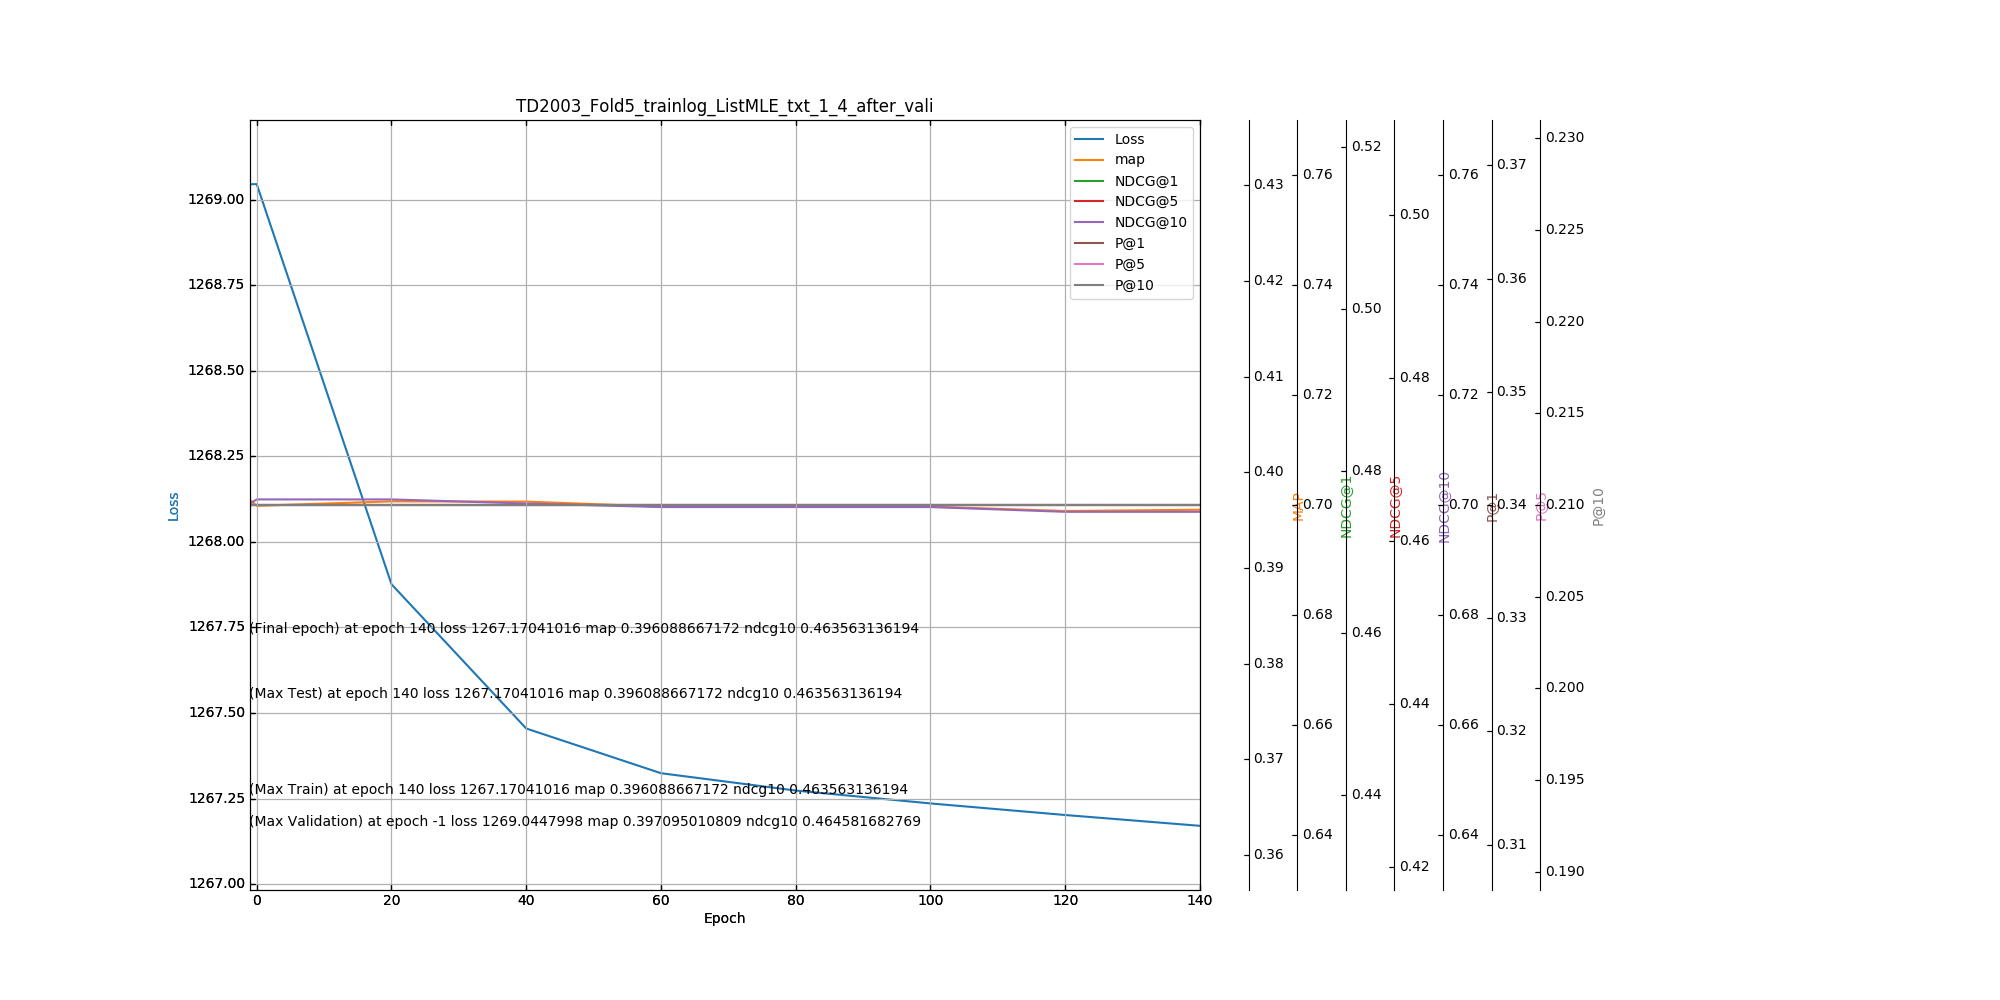 TD2003_Fold5_trainlog_ListMLE_txt_1_4_after_vali
Loss
map
NDCG@1
NDCG@5
NDCG@10
P@1
P@5
P@10
1269.00
1268.75
1268.50
1268.25
1268.00
1267.75
1267.50
1267.25
1267.00
Loss
(Final epoch) at epoch 140 loss 1267.17041016 map 0.396088667172 ndcg10 0.463563136194
(Max Test) at epoch 140 loss 1267.17041016 map 0.396088667172 ndcg10 0.463563136194
(Max Train) at epoch 140 loss 1267.17041016 map 0.396088667172 ndcg10 0.463563136194
(Max Validation) at epoch -1 loss 1269.0447998 map 0.397095010809 ndcg10 0.464581682769
0 20 40 60 80 100 120 140
Epoch
0.43
0.42
0.41
0.40
0.39
0.38
0.37
0.36
MAP
0.76
0.74
0.72
0.70
0.68
0.66
0.64
NDCG@1
0.52
0.50
0.48
0.46
0.44
NDCG@5
0.50
0.48
0.46
0.44
0.42
NDCG@10
0.76
0.74
0.72
0.70
0.68
0.66
0.64
P@1
0.37
0.36
0.35
0.34
0.33
0.32
0.31
P@5
0.230
0.225
0.220
0.215
0.210
0.205
0.200
0.195
0.190
P@10